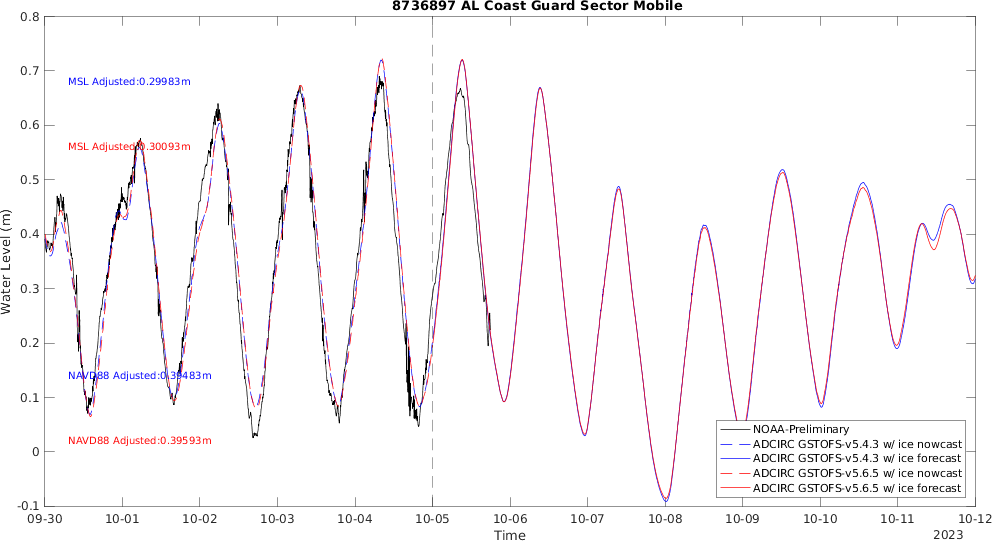 8736897 AL Coast Guard Sector Mobile
0.8
0.7
0.6
0.5
0.4
0.3
0.2
0.1
0
-0.1
Water Level (m)
MSL Adjusted:0.29983m
MSL Adjusted:0.30093m
NAVD88 Adjusted:0.39483m
NAVD88 Adjusted:0.39593m
NOAA-Preliminary
ADCIRC GSTOFS-v5.4.3 w/ ice nowcast
ADCIRC GSTOFS-v5.4.3 w/ ice forecast
ADCIRC GSTOFS-v5.6.5 w/ ice nowcast
ADCIRC GSTOFS-v5.6.5 w/ ice forecast
09-30 10-01 10-02 10-03 10-04 10-05 10-06 10-07 10-08 10-09 10-10 10-11 10-12
Time
2023